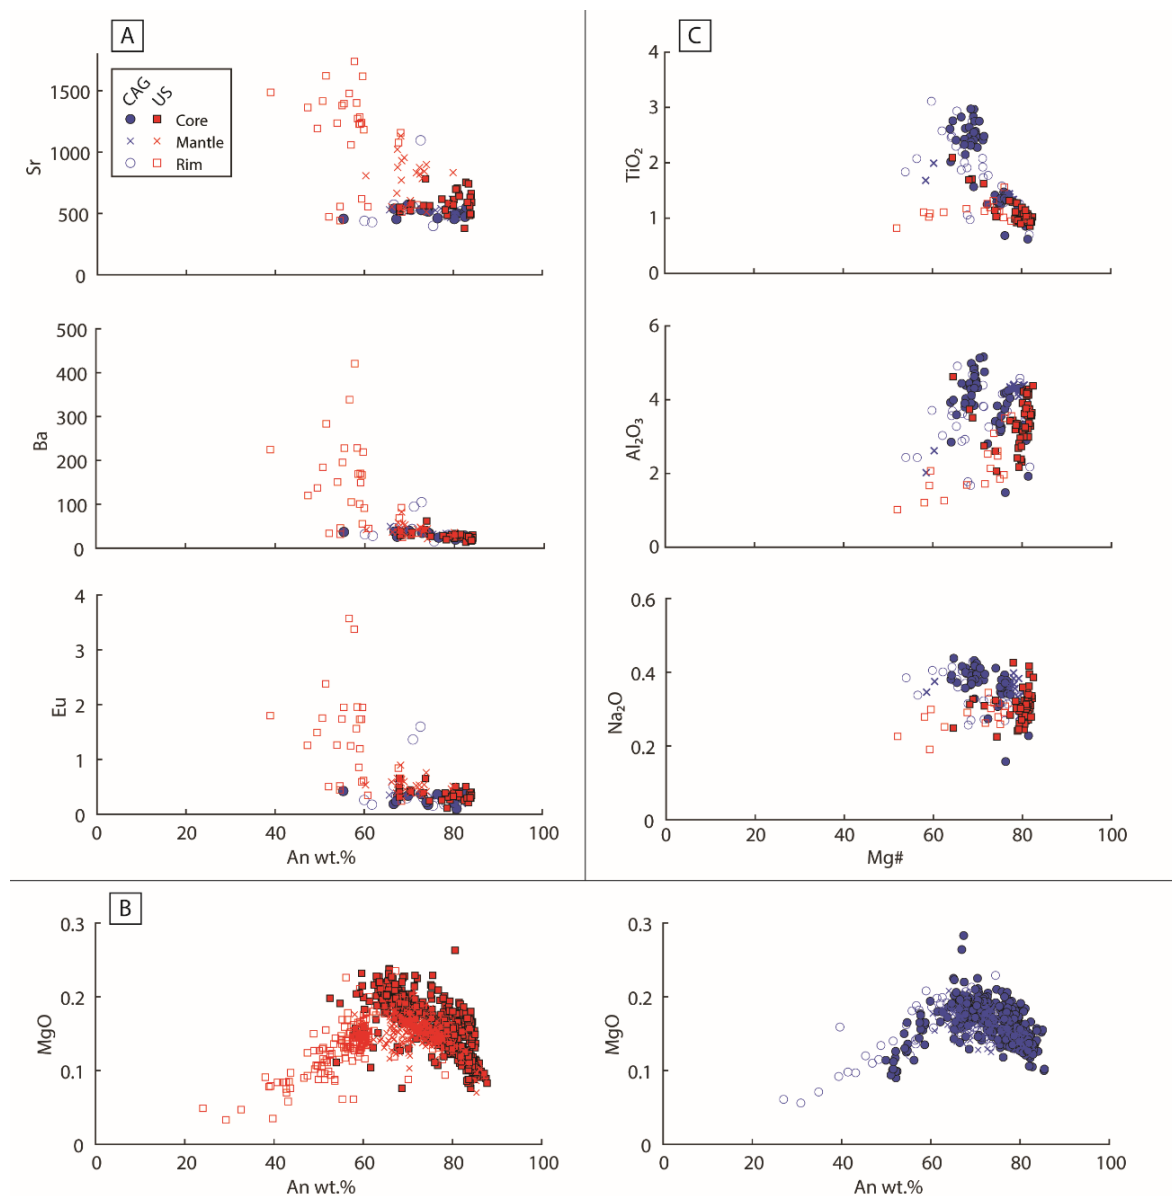 A
Sr
1500
1000
500
0
CAG US
Core
Mantle
Rim
Ba
500
400
300
200
100
0
Eu
4
3
2
1
0
0 20 40 60 80 100
An wt.%
C
TiO₂
4
3
2
1
0
Al₂O₃
6
4
2
0
Na₂O
0.6
0.4
0.2
0
0 20 40 60 80 100
Mg#
B
MgO
0.3
0.2
0.1
0
0 20 40 60 80 100
An wt.%
MgO
0.3
0.2
0.1
0
0 20 40 60 80 100
An wt.%